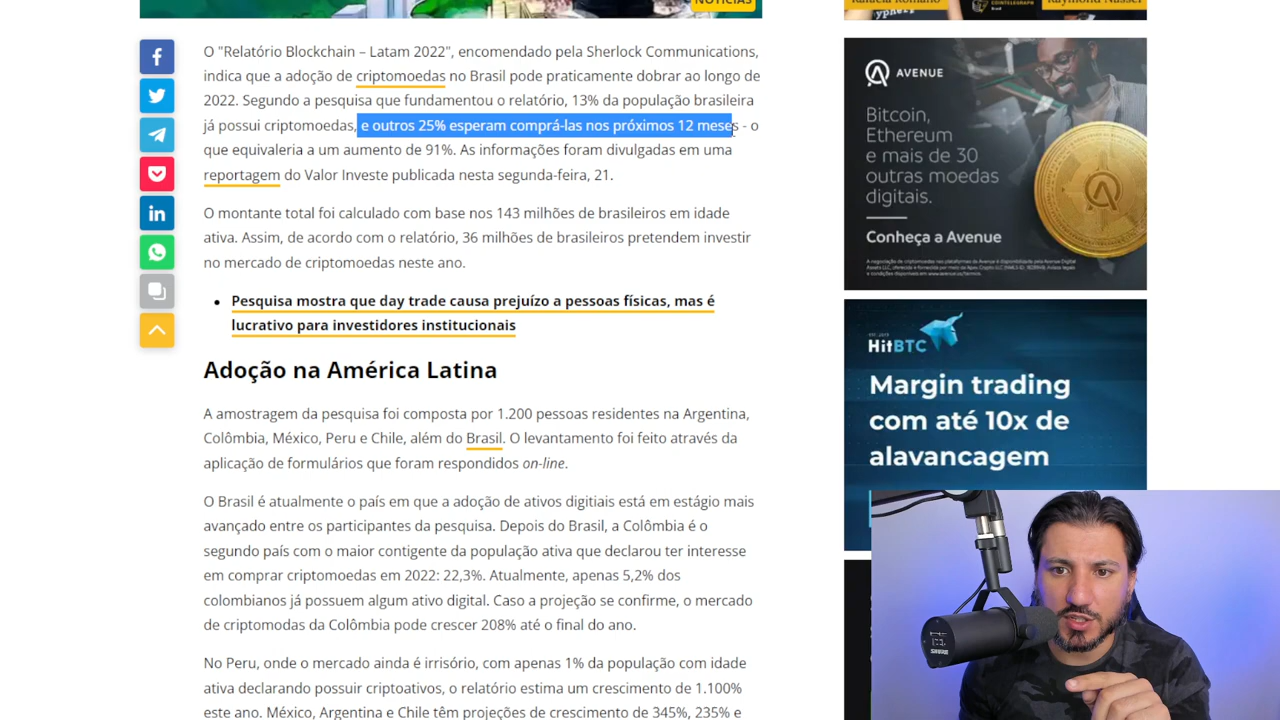 NOTÍCIAS
O "Relatório Blockchain – Latam 2022", encomendado pela Sherlock Communications,
indica que a adoção de criptomoedas no Brasil pode praticamente dobrar ao longo de
2022. Segundo a pesquisa que fundamentou o relatório, 13% da população brasileira
já possui criptomoedas, e outros 25% esperam comprá-las nos próximos 12 meses - o
que equivaleria a um aumento de 91%. As informações foram divulgadas em uma
reportagem do Valor Investe publicada nesta segunda-feira, 21.
O montante total foi calculado com base nos 143 milhões de brasileiros em idade
ativa. Assim, de acordo com o relatório, 36 milhões de brasileiros pretendem investir
no mercado de criptomoedas neste ano.
Pesquisa mostra que day trade causa prejuízo a pessoas físicas, mas é
lucrativo para investidores institucionais
Adoção na América Latina
A amostragem da pesquisa foi composta por 1.200 pessoas residentes na Argentina,
Colômbia, México, Peru e Chile, além do Brasil. O levantamento foi feito através da
aplicação de formulários que foram respondidos on-line.
O Brasil é atualmente o país em que a adoção de ativos digitiais está em estágio mais
avançado entre os participantes da pesquisa. Depois do Brasil, a Colômbia é o
segundo país com o maior contigente da população ativa que declarou ter interesse
em comprar criptomoedas em 2022: 22,3%. Atualmente, apenas 5,2% dos
colombianos já possuem algum ativo digital. Caso a projeção se confirme, o mercado
de criptomodas da Colômbia pode crescer 208% até o final do ano.
No Peru, onde o mercado ainda é irrisório, com apenas 1% da população com idade
ativa declarando possuir criptoativos, o relatório estima um crescimento de 1.100%
este ano. México, Argentina e Chile têm projeções de crescimento de 345%, 235% e
COINTELEGRAPH
Raymond Nasser
AVENUE
Bitcoin,
Ethereum
e mais de 30
outras moedas
digitais.
Conheça a Avenue
HitBTC
Margin trading
com até 10x de
alavancagem
SHURE